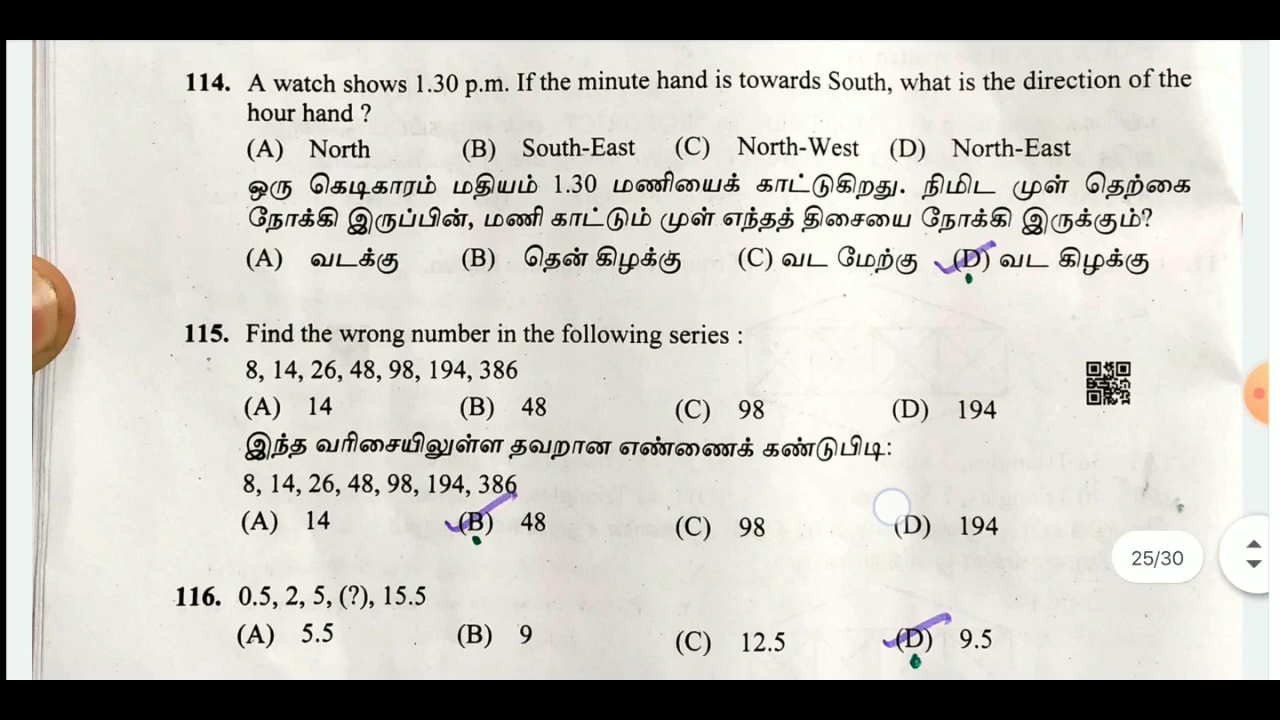 114. A watch shows 1.30 p.m. If the minute hand is towards South, what is the direction of the
hour hand ?
(A) North (B) South-East (C) North-West (D) North-East
ஒரு கெடிகாரம் மதியம் 1.30 மணியைக் காட்டுகிறது. நிமிட முள் தெற்கை
நோக்கி இருப்பின், மணி காட்டும் முள் எந்தத் திசையை நோக்கி இருக்கும்?
(A) வடக்கு (B) தென் கிழக்கு (C) வட மேற்கு (D) வட கிழக்கு
115. Find the wrong number in the following series :
8, 14, 26, 48, 98, 194, 386
(A) 14 (B) 48 (C) 98 (D) 194
இந்த வரிசையிலுள்ள தவறான எண்ணைக் கண்டுபிடி:
8, 14, 26, 48, 98, 194, 386
(A) 14 (B) 48 (C) 98 (D) 194
25/30
116. 0.5, 2, 5, (?), 15.5
(A) 5.5 (B) 9 (C) 12.5 (D) 9.5